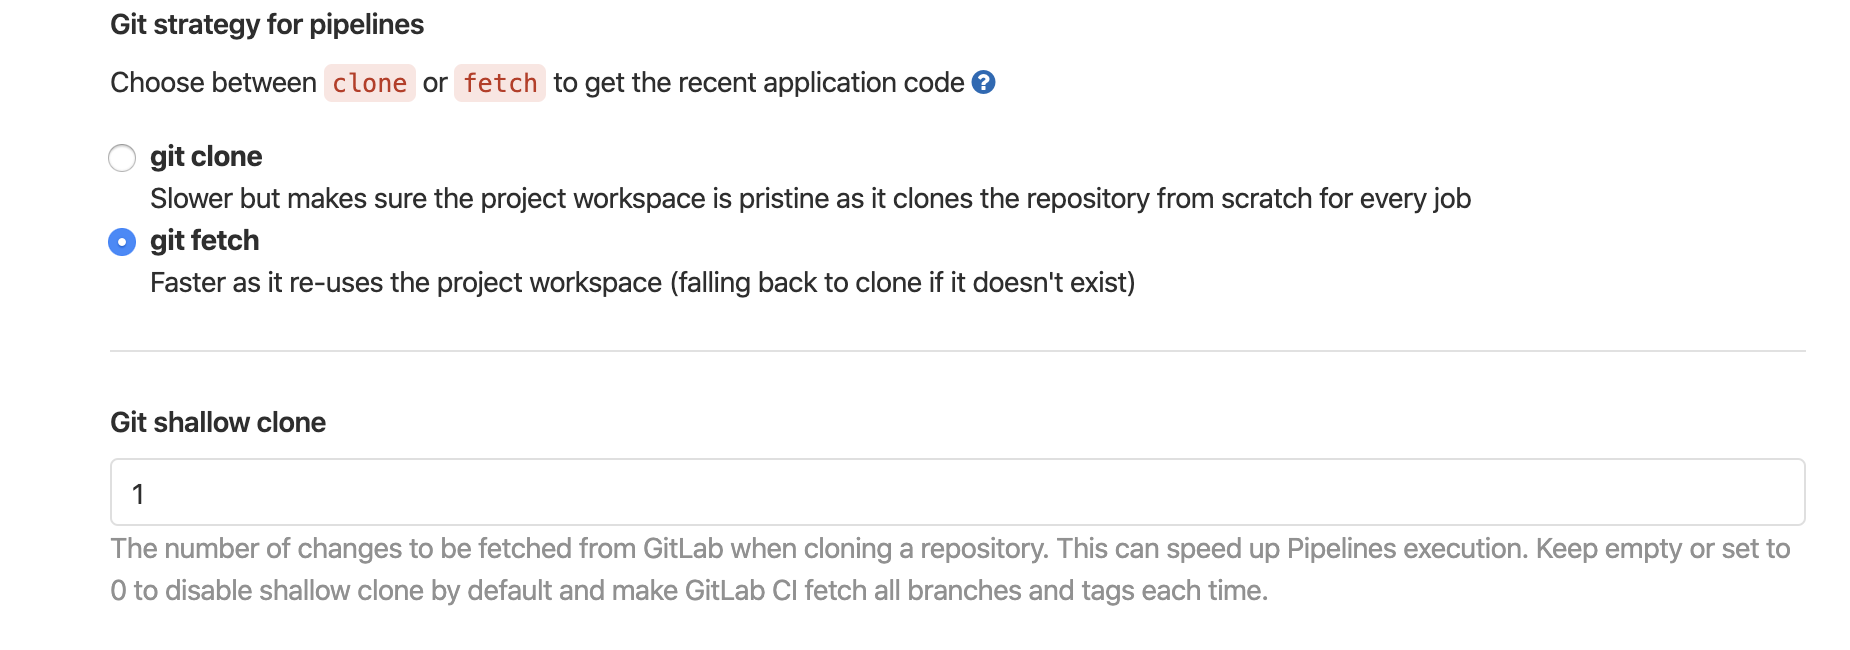 Git strategy for pipelines
Choose between clone or fetch to get the recent application code ?
git clone
Slower but makes sure the project workspace is pristine as it clones the repository from scratch for every job
git fetch
Faster as it re-uses the project workspace (falling back to clone if it doesn't exist)
Git shallow clone
1
The number of changes to be fetched from GitLab when cloning a repository. This can speed up Pipelines execution. Keep empty or set to
0 to disable shallow clone by default and make GitLab CI fetch all branches and tags each time.